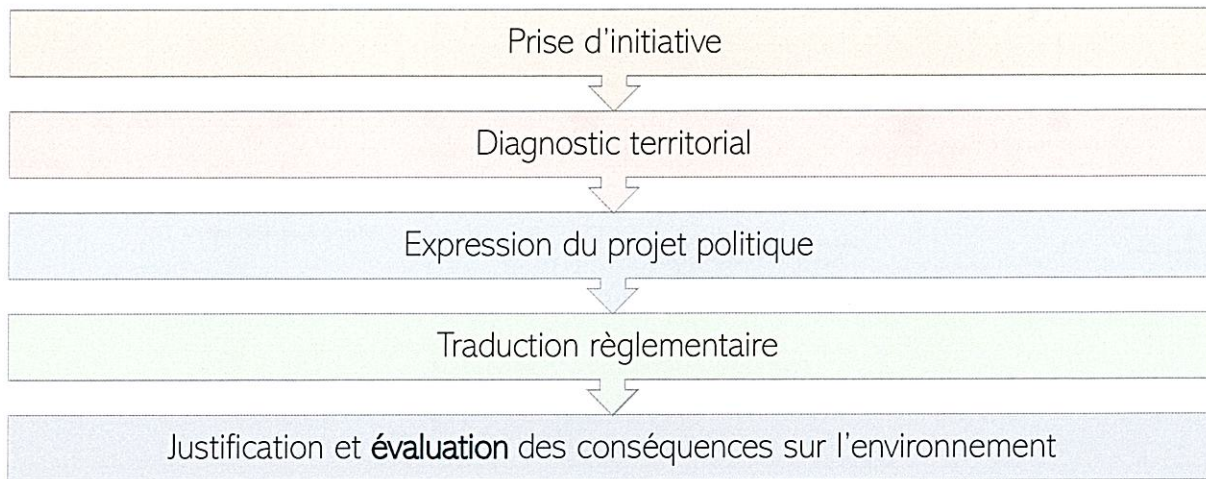 Prise d'initiative
Diagnostic territorial
Expression du projet politique
Traduction règlementaire
Justification et évaluation des conséquences sur l'environnement